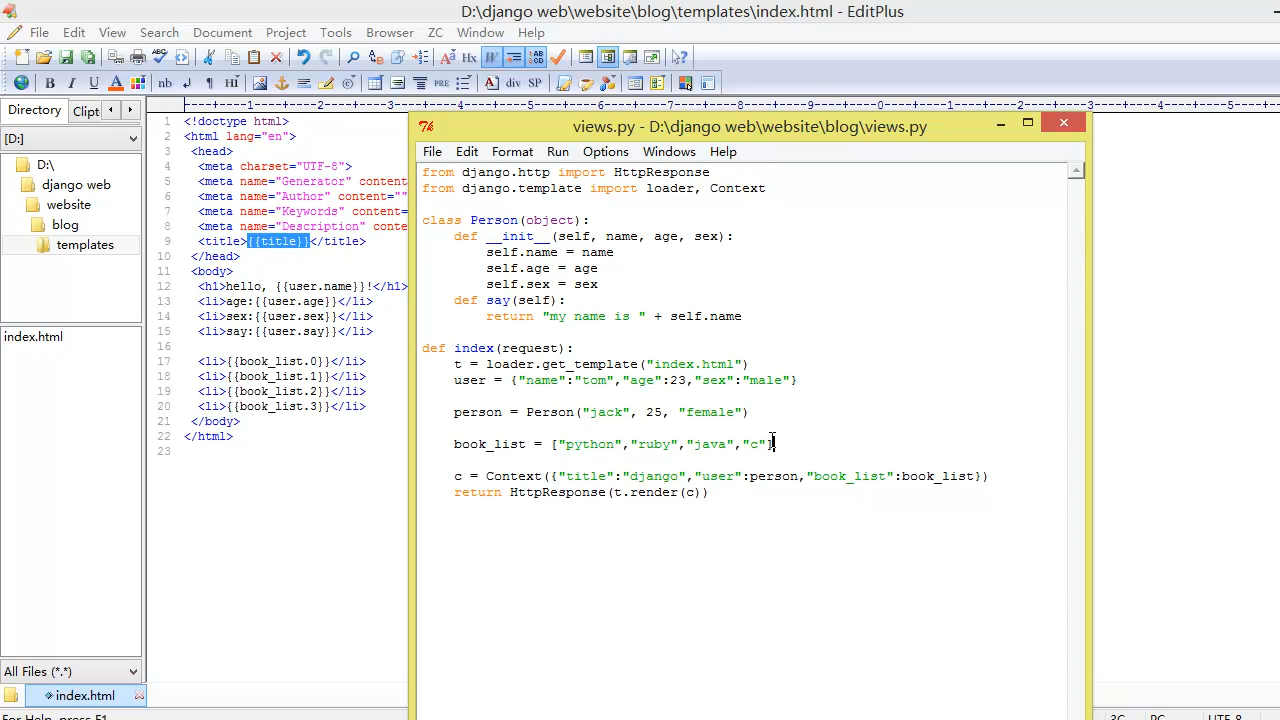 D:\django web\website\blog\templates\index.html - EditPlus
File Edit View Search Document Project Tools Browser ZC Window Help
Directory Clipt
[D:]
D:\
django web
website
blog
templates
index.html
All Files (*.*)
index.html
For Help, press F1
UTF-8
1 <!doctype html>
2 <html lang="en">
3 <head>
4 <meta charset="UTF-8">
5 <meta name="Generator" content
6 <meta name="Author" content=""
7 <meta name="Keywords" content=
8 <meta name="Description" conte
9 <title>{{title}}</title>
10 </head>
11 <body>
12 <h1>hello, {{user.name}}!</h1>
13 <li>age:{{user.age}}</li>
14 <li>sex:{{user.sex}}</li>
15 <li>say:{{user.say}}</li>
16
17 <li>{{book_list.0}}</li>
18 <li>{{book_list.1}}</li>
19 <li>{{book_list.2}}</li>
20 <li>{{book_list.3}}</li>
21 </body>
22 </html>
23
views.py - D:\django web\website\blog\views.py
File Edit Format Run Options Windows Help
from django.http import HttpResponse
from django.template import loader, Context
class Person(object):
def __init__(self, name, age, sex):
self.name = name
self.age = age
self.sex = sex
def say(self):
return "my name is " + self.name
def index(request):
t = loader.get_template("index.html")
user = {"name":"tom","age":23,"sex":"male"}
person = Person("jack", 25, "female")
book_list = ["python","ruby","java","c"]
c = Context({"title":"django","user":person,"book_list":book_list})
return HttpResponse(t.render(c))